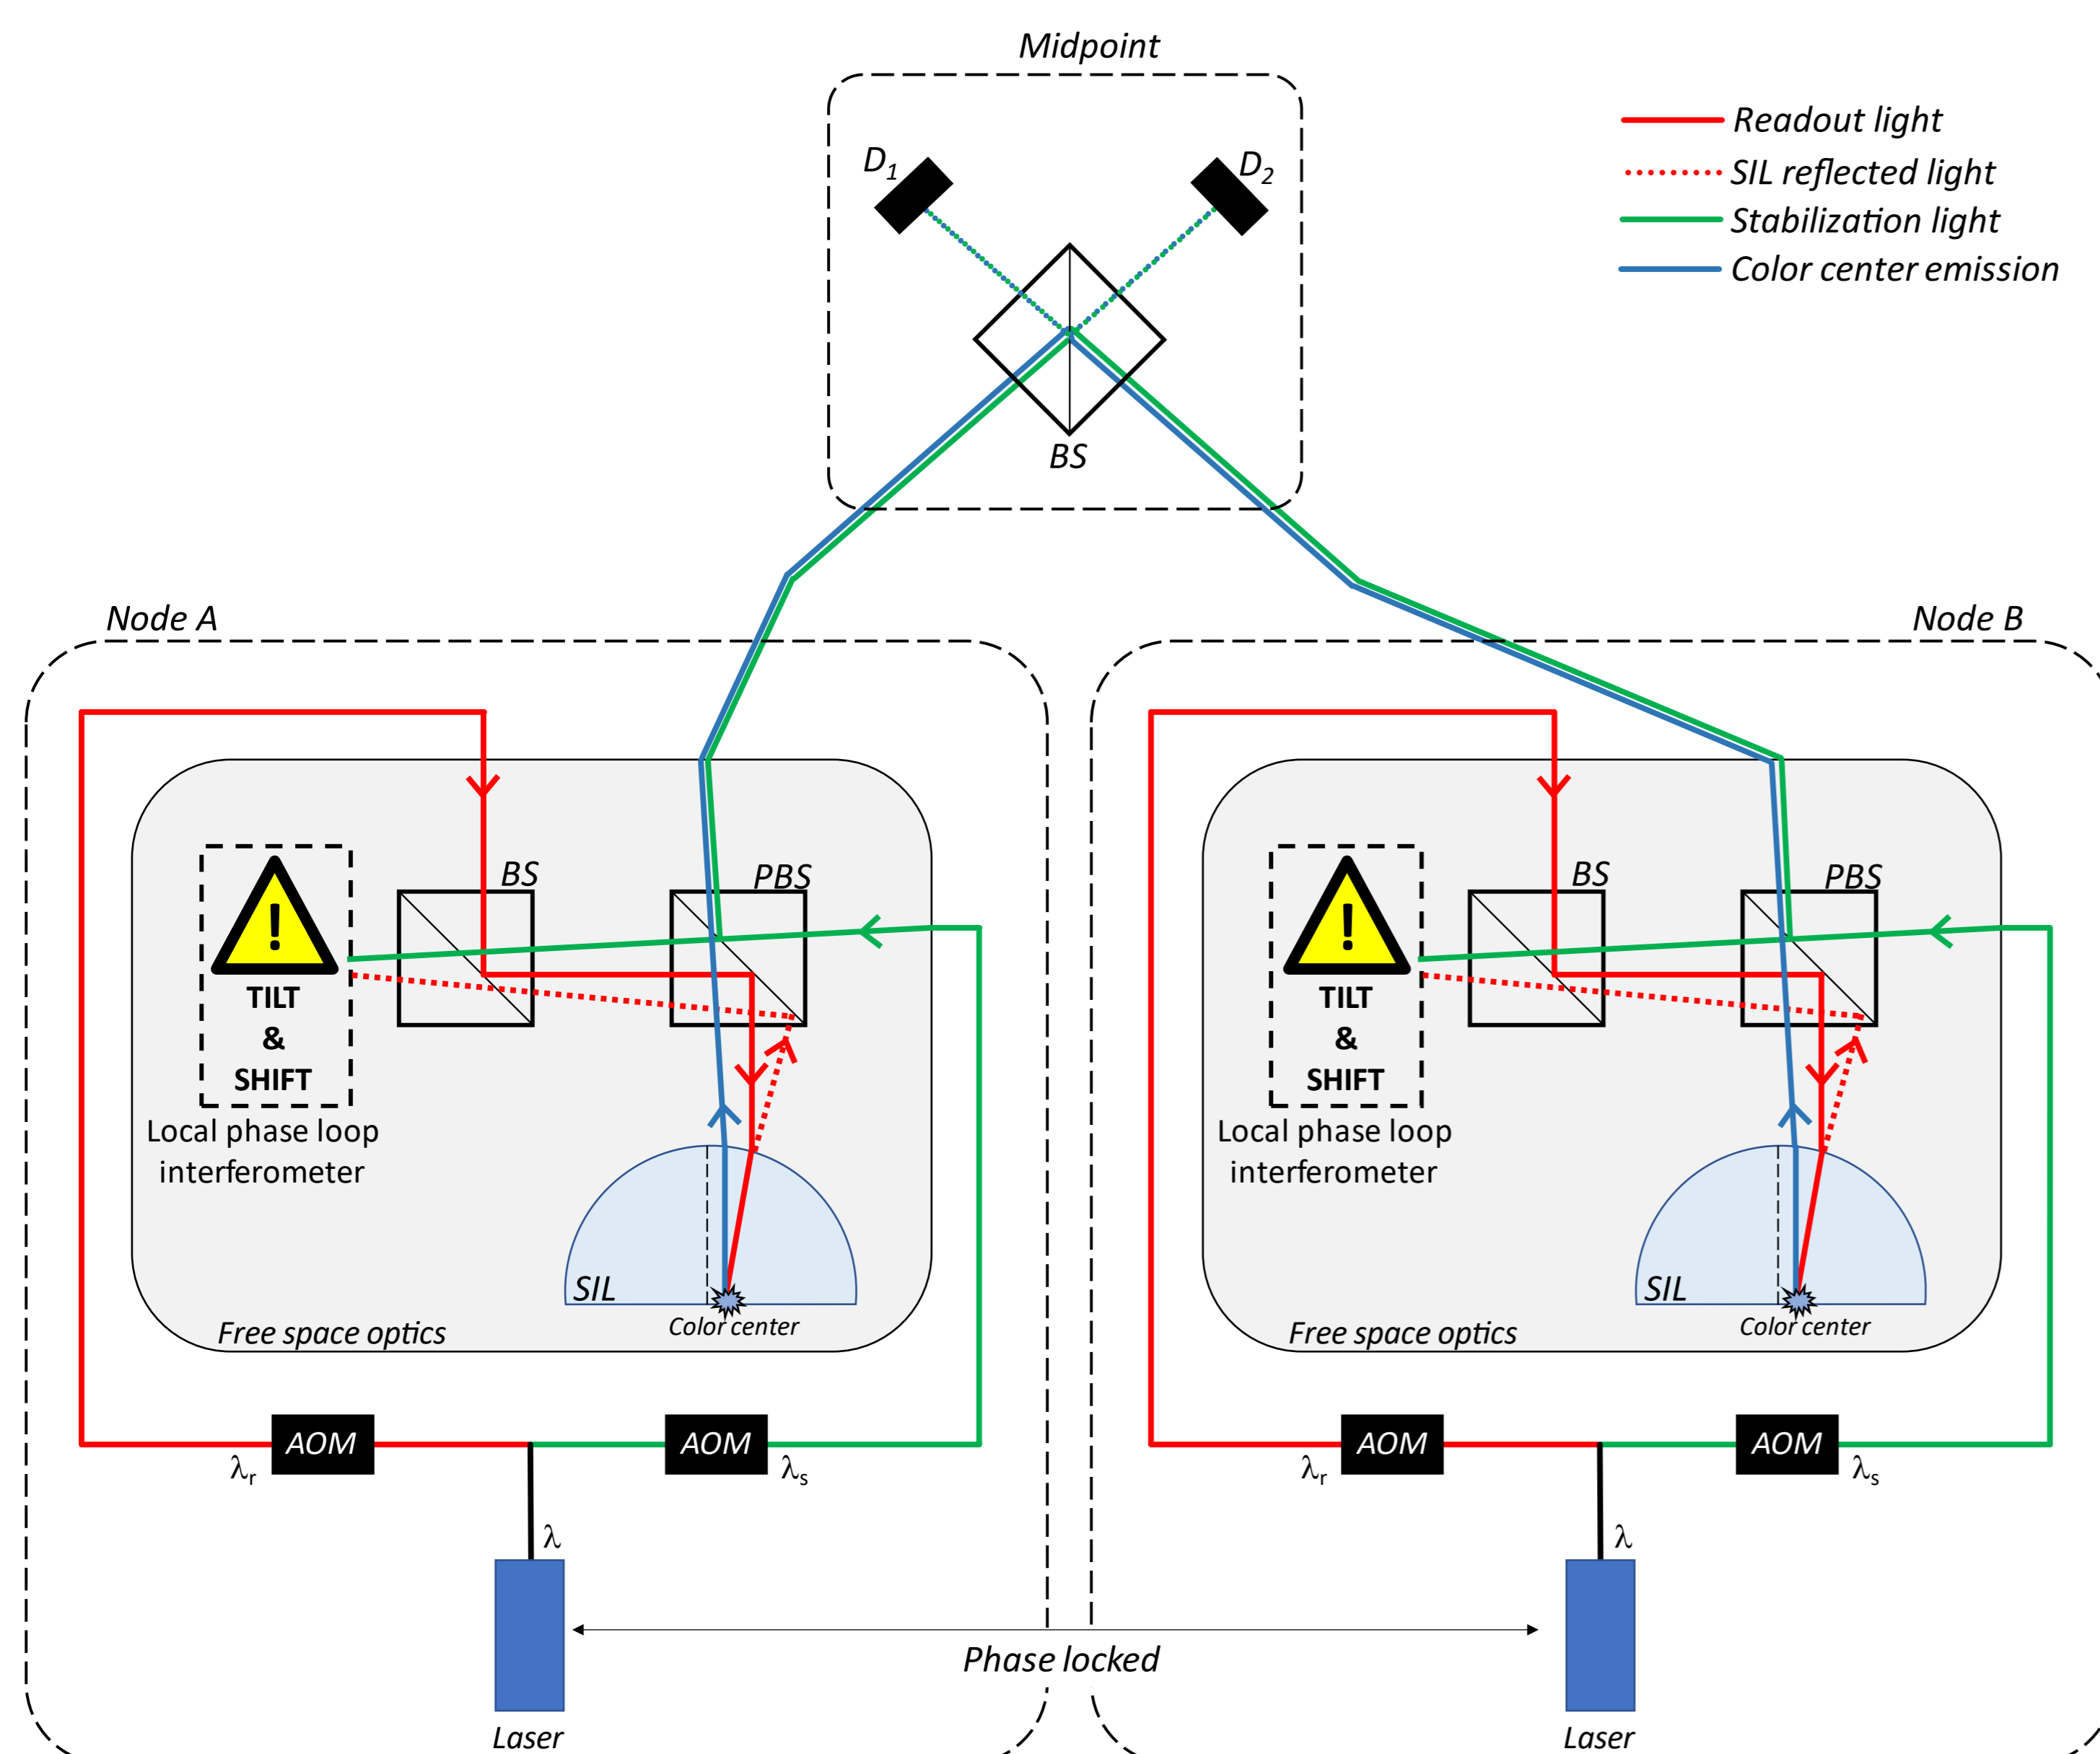 Midpoint
D1
D2
BS
Readout light
SIL reflected light
Stabilization light
Color center emission
Node A
BS
PBS
!
TILT
&
SHIFT
Local phase loop
interferometer
SIL
Color center
Free space optics
AOM
AOM
λr
λs
λ
Laser
Phase locked
Node B
BS
PBS
!
TILT
&
SHIFT
Local phase loop
interferometer
SIL
Color center
Free space optics
AOM
AOM
λr
λs
λ
Laser